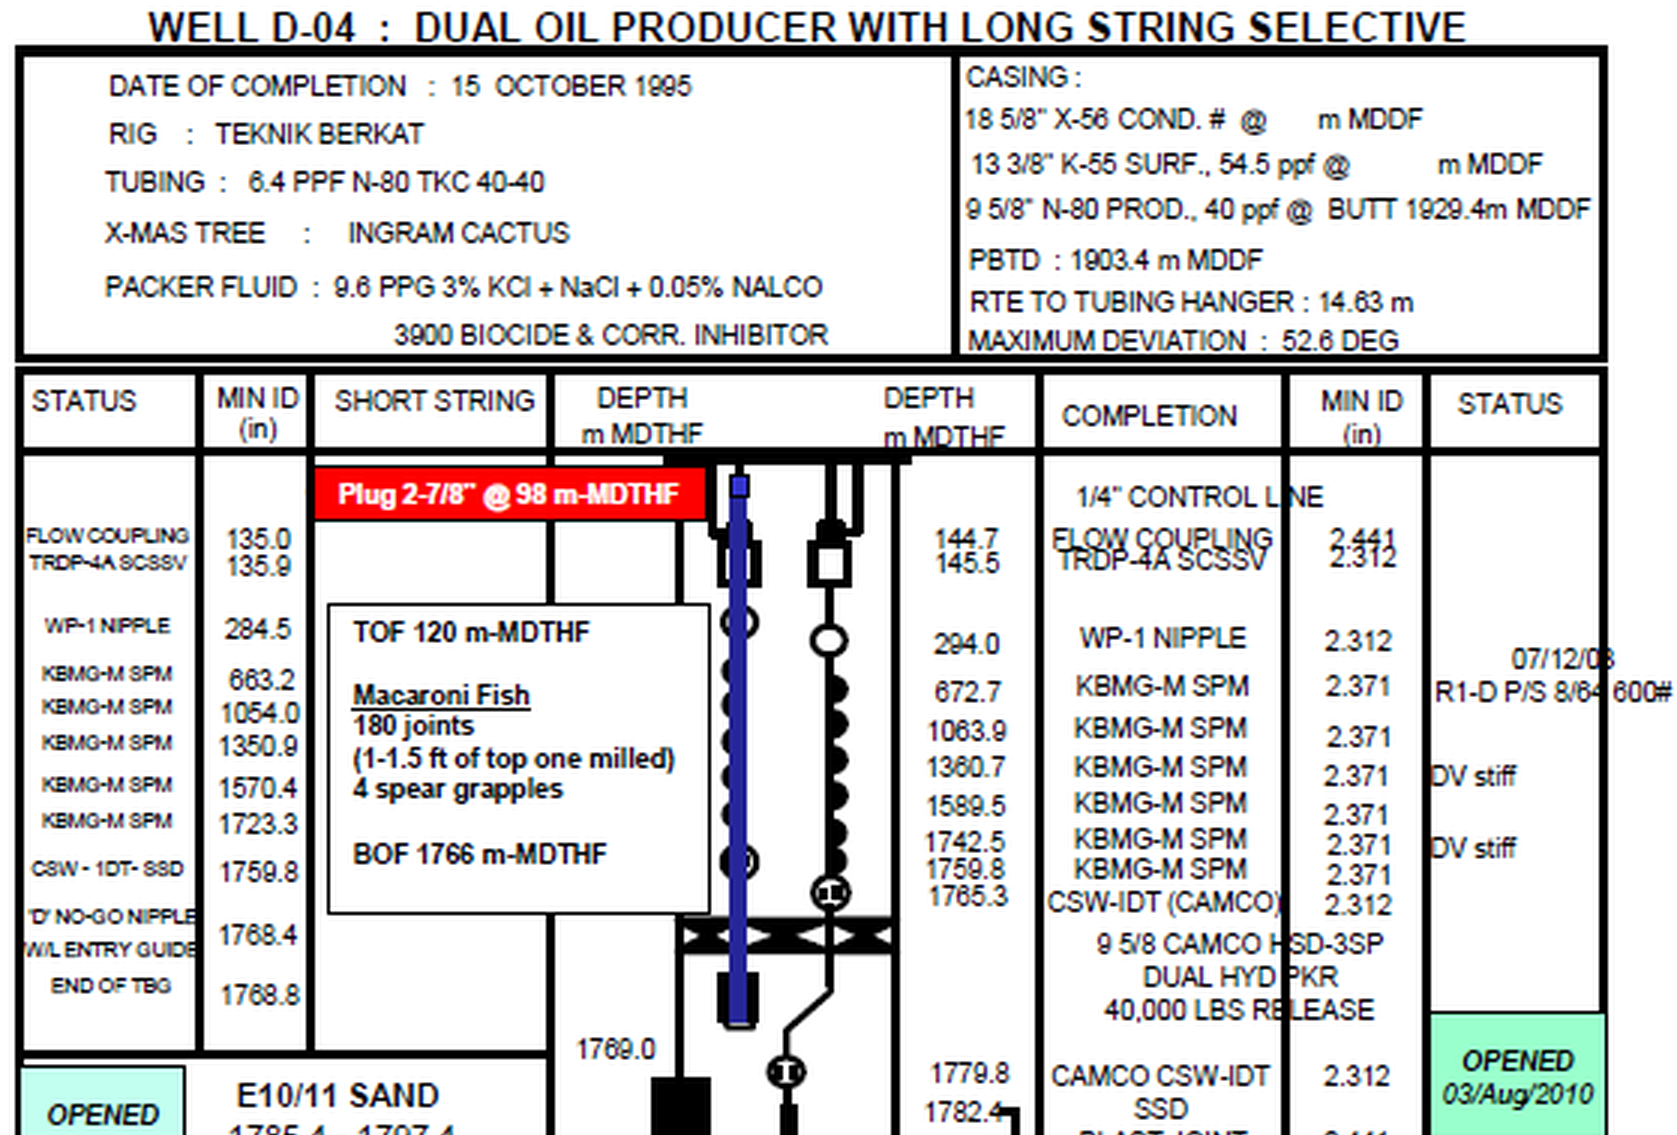 WELL D-04 : DUAL OIL PRODUCER WITH LONG STRING SELECTIVE
DATE OF COMPLETION : 15 OCTOBER 1995
RIG : TEKNIK BERKAT
TUBING : 6.4 PPF N-80 TKC 40-40
X-MAS TREE : INGRAM CACTUS
PACKER FLUID : 9.6 PPG 3% KCl + NaCl + 0.05% NALCO
3900 BIOCIDE & CORR. INHIBITOR
CASING :
18 5/8" X-56 COND. # @ m MDDF
13 3/8" K-55 SURF., 54.5 ppf @ m MDDF
9 5/8" N-80 PROD., 40 ppf @ BUTT 1929.4m MDDF
PBTD : 1903.4 m MDDF
RTE TO TUBING HANGER : 14.63 m
MAXIMUM DEVIATION : 52.6 DEG
STATUS MIN ID (in) SHORT STRING DEPTH m MDTHF DEPTH m MDTHF COMPLETION MIN ID (in) STATUS
Plug 2-7/8" @ 98 m-MDTHF
FLOW COUPLING 135.0
TRDP-4A SCSSV 135.9
WP-1 NIPPLE 284.5
KBMG-M SPM 663.2
KBMG-M SPM 1054.0
KBMG-M SPM 1350.9
KBMG-M SPM 1570.4
KBMG-M SPM 1723.3
CSW - 1DT- SSD 1759.8
'D' NO-GO NIPPLE 1768.4
W/L ENTRY GUIDE
END OF TBG 1768.8
TOF 120 m-MDTHF
Macaroni Fish
180 joints
(1-1.5 ft of top one milled)
4 spear grapples
BOF 1766 m-MDTHF
1769.0
1/4" CONTROL LINE
144.7 FLOW COUPLING 2.441
145.5 TRDP-4A SCSSV 2.312
294.0 WP-1 NIPPLE 2.312
07/12/03
672.7 KBMG-M SPM 2.371 R1-D P/S 8/64 600#
1063.9 KBMG-M SPM 2.371
1360.7 KBMG-M SPM 2.371 DV stiff
1589.5 KBMG-M SPM 2.371
1742.5 KBMG-M SPM 2.371 DV stiff
1759.8 KBMG-M SPM 2.371
1765.3 CSW-IDT (CAMCO) 2.312
9 5/8 CAMCO HSD-3SP
DUAL HYD PKR
40,000 LBS RELEASE
1779.8 CAMCO CSW-IDT 2.312
1782.4 SSD
OPENED
03/Aug/2010
OPENED
E10/11 SAND
1785.4 - 1797.4
BLAST JOINT 2.441